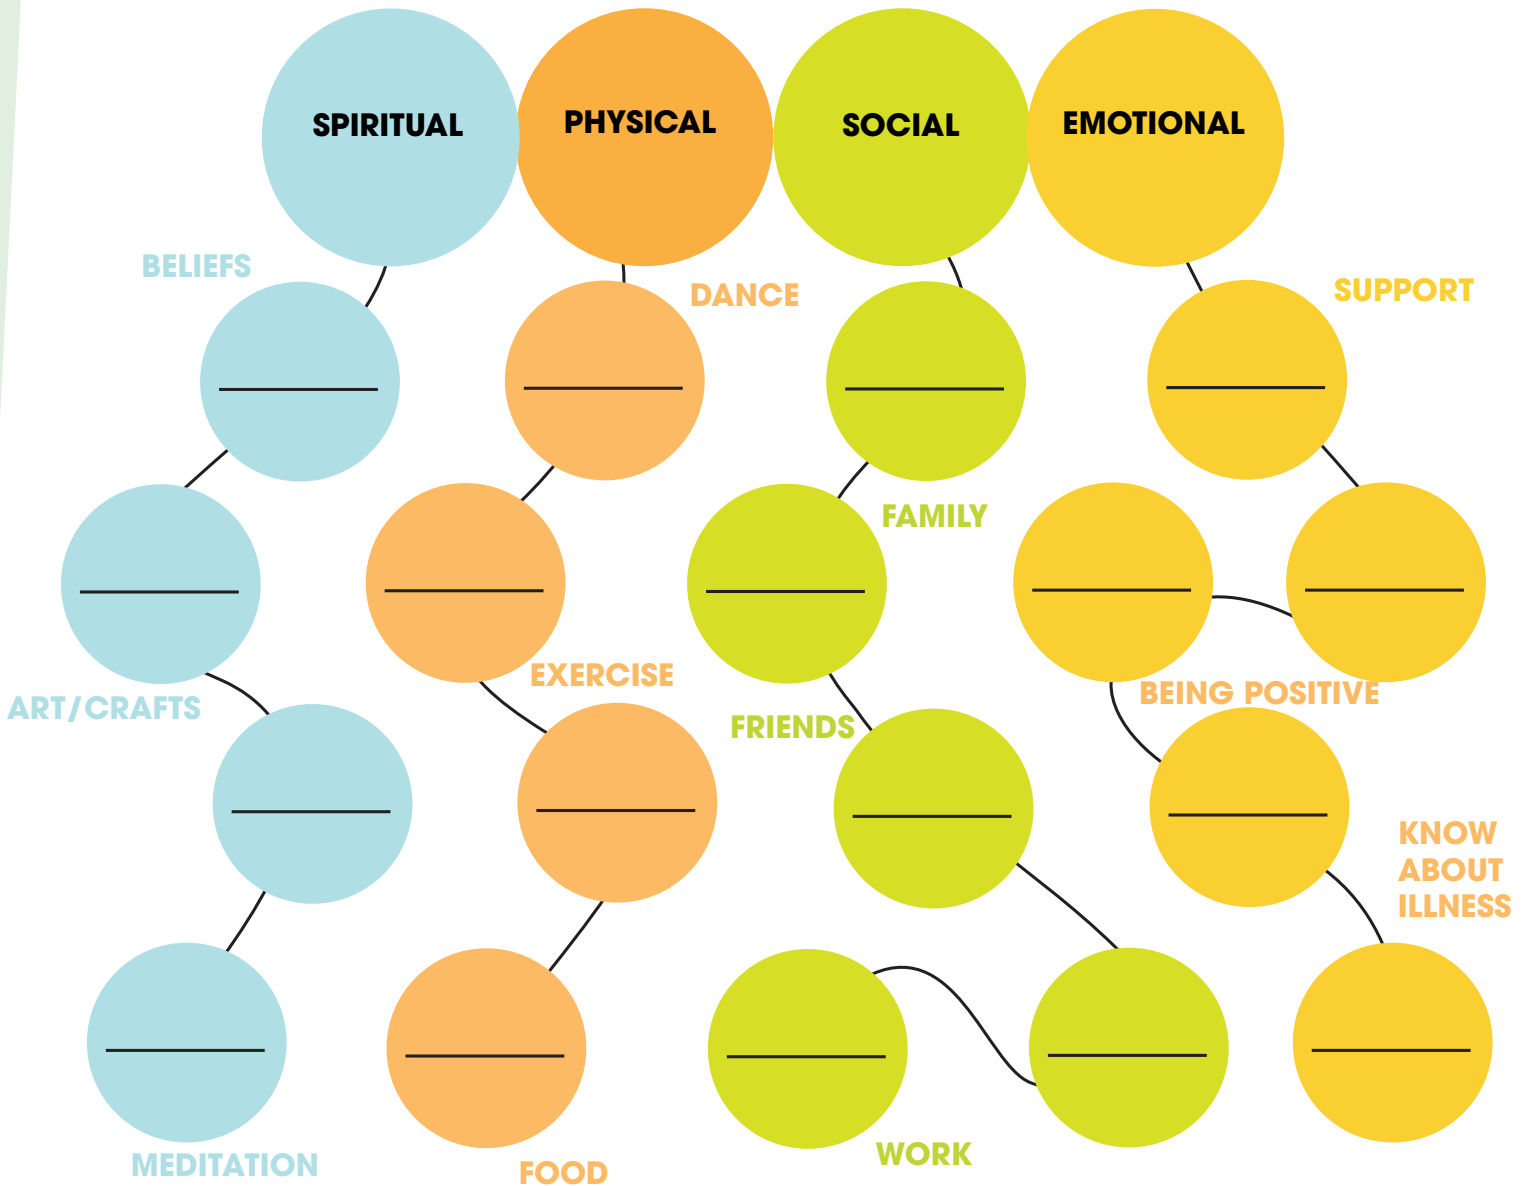 SPIRITUAL
PHYSICAL
SOCIAL
EMOTIONAL
BELIEFS
DANCE
SUPPORT
FAMILY
EXERCISE
BEING POSITIVE
ART/CRAFTS
FRIENDS
KNOW
ABOUT
ILLNESS
WORK
MEDITATION
FOOD